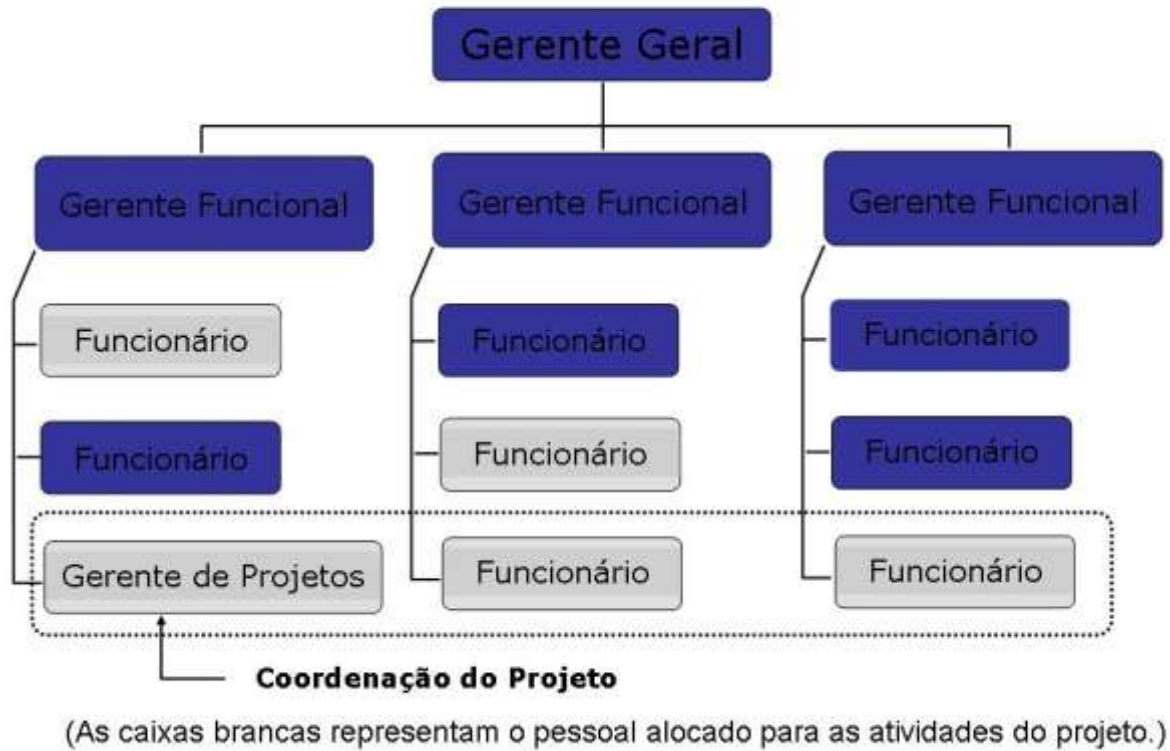 Gerente Geral
Gerente Funcional
Gerente Funcional
Gerente Funcional
Funcionário
Funcionário
Funcionário
Funcionário
Funcionário
Funcionário
Gerente de Projetos
Funcionário
Funcionário
Coordenação do Projeto
(As caixas brancas representam o pessoal alocado para as atividades do projeto.)